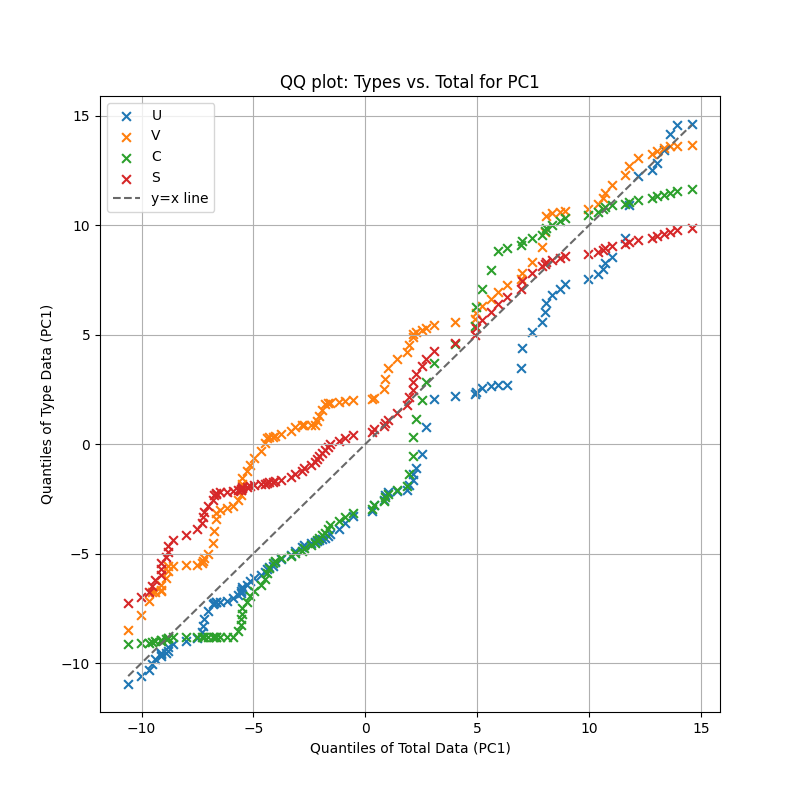 QQ plot: Types vs. Total for PC1
U
V
C
S
y=x line
Quantiles of Type Data (PC1)
15
10
5
0
−5
−10
−10
−5
0
5
10
15
Quantiles of Total Data (PC1)